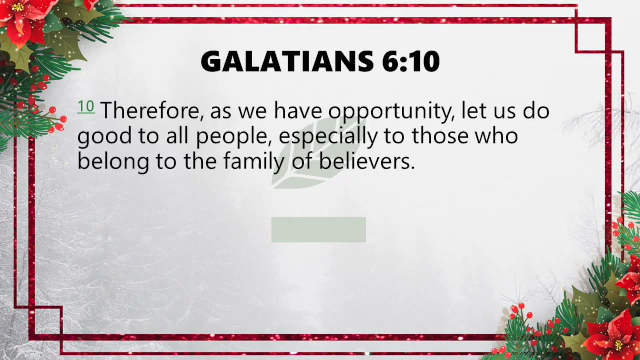 GALATIANS 6:10
10 Therefore, as we have opportunity, let us do
good to all people, especially to those who
belong to the family of believers.